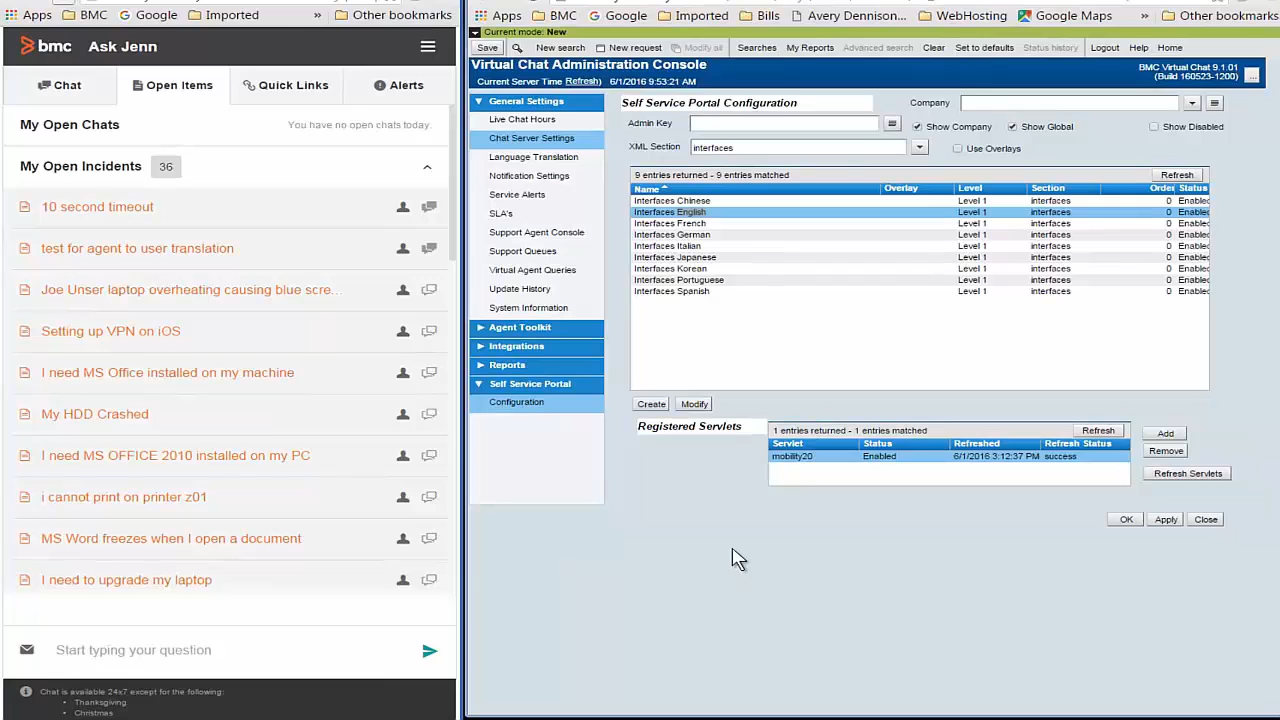 Apps BMC Google Imported » Other bookmarks
bmc Ask Jenn
Chat Open Items Quick Links Alerts
My Open Chats You have no open chats today.
My Open Incidents 36
10 second timeout
test for agent to user translation
Joe Unser laptop overheating causing blue scre...
Setting up VPN on iOS
I need MS Office installed on my machine
My HDD Crashed
I need MS OFFICE 2010 installed on my PC
i cannot print on printer z01
MS Word freezes when I open a document
I need to upgrade my laptop
Start typing your question
Chat is available 24x7 except for the following:
• Thanksgiving
• Christmas
Apps BMC Google Imported Bills Avery Dennison... WebHosting Google Maps » Other bookmarks
Current mode: New
Save New search New request Modify all Searches My Reports Advanced search Clear Set to defaults Status history Logout Help Home
Virtual Chat Administration Console
BMC Virtual Chat 9.1.01
(Build 160523-1200) ...
Current Server Time (Refresh) 6/1/2016 9:53:21 AM
General Settings
Live Chat Hours
Chat Server Settings
Language Translation
Notification Settings
Service Alerts
SLA's
Support Agent Console
Support Queues
Virtual Agent Queries
Update History
System Information
Agent Toolkit
Integrations
Reports
Self Service Portal
Configuration
Self Service Portal Configuration Company
Admin Key Show Company Show Global Show Disabled
XML Section interfaces Use Overlays
9 entries returned - 9 entries matched Refresh
Name Overlay Level Section Order Status
Interfaces Chinese Level 1 interfaces 0 Enabled
Interfaces English Level 1 interfaces 0 Enabled
Interfaces French Level 1 interfaces 0 Enabled
Interfaces German Level 1 interfaces 0 Enabled
Interfaces Italian Level 1 interfaces 0 Enabled
Interfaces Japanese Level 1 interfaces 0 Enabled
Interfaces Korean Level 1 interfaces 0 Enabled
Interfaces Portuguese Level 1 interfaces 0 Enabled
Interfaces Spanish Level 1 interfaces 0 Enabled
Create Modify
Registered Servlets
1 entries returned - 1 entries matched Refresh
Servlet Status Refreshed Refresh Status
mobility20 Enabled 6/1/2016 3:12:37 PM success
Add
Remove
Refresh Servlets
OK Apply Close